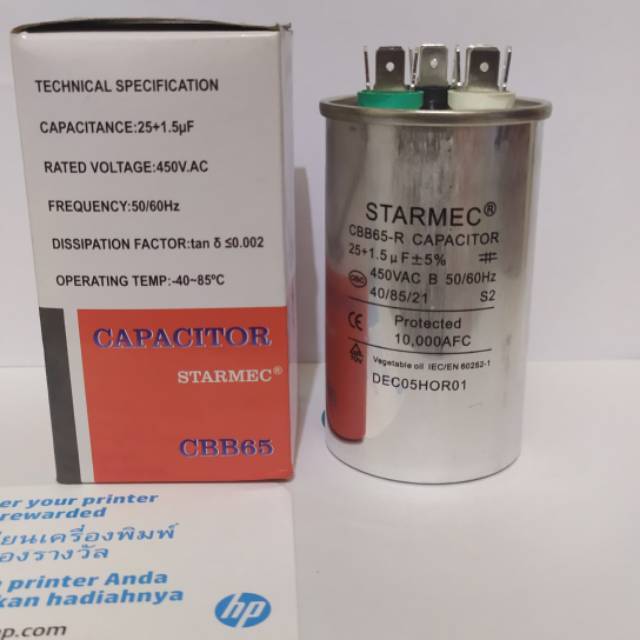 TECHNICAL SPECIFICATION
CAPACITANCE:25+1.5µF
RATED VOLTAGE:450V.AC
FREQUENCY:50/60Hz
DISSIPATION FACTOR:tan δ ≤0.002
OPERATING TEMP:-40~85ºC
CAPACITOR
STARMEC®
CBB65
STARMEC®
CBB65-R CAPACITOR
25+1.5µF±5%
450VAC B 50/60Hz
40/85/21 S2
CE Protected
10,000AFC
Vegetable oil IEC/EN 60252-1
DEC05HOR01
er your printer
rewarded
ยนเครื่องพิมพ์
องรางวัล
printer Anda
kan hadiahnya
hp
p.com